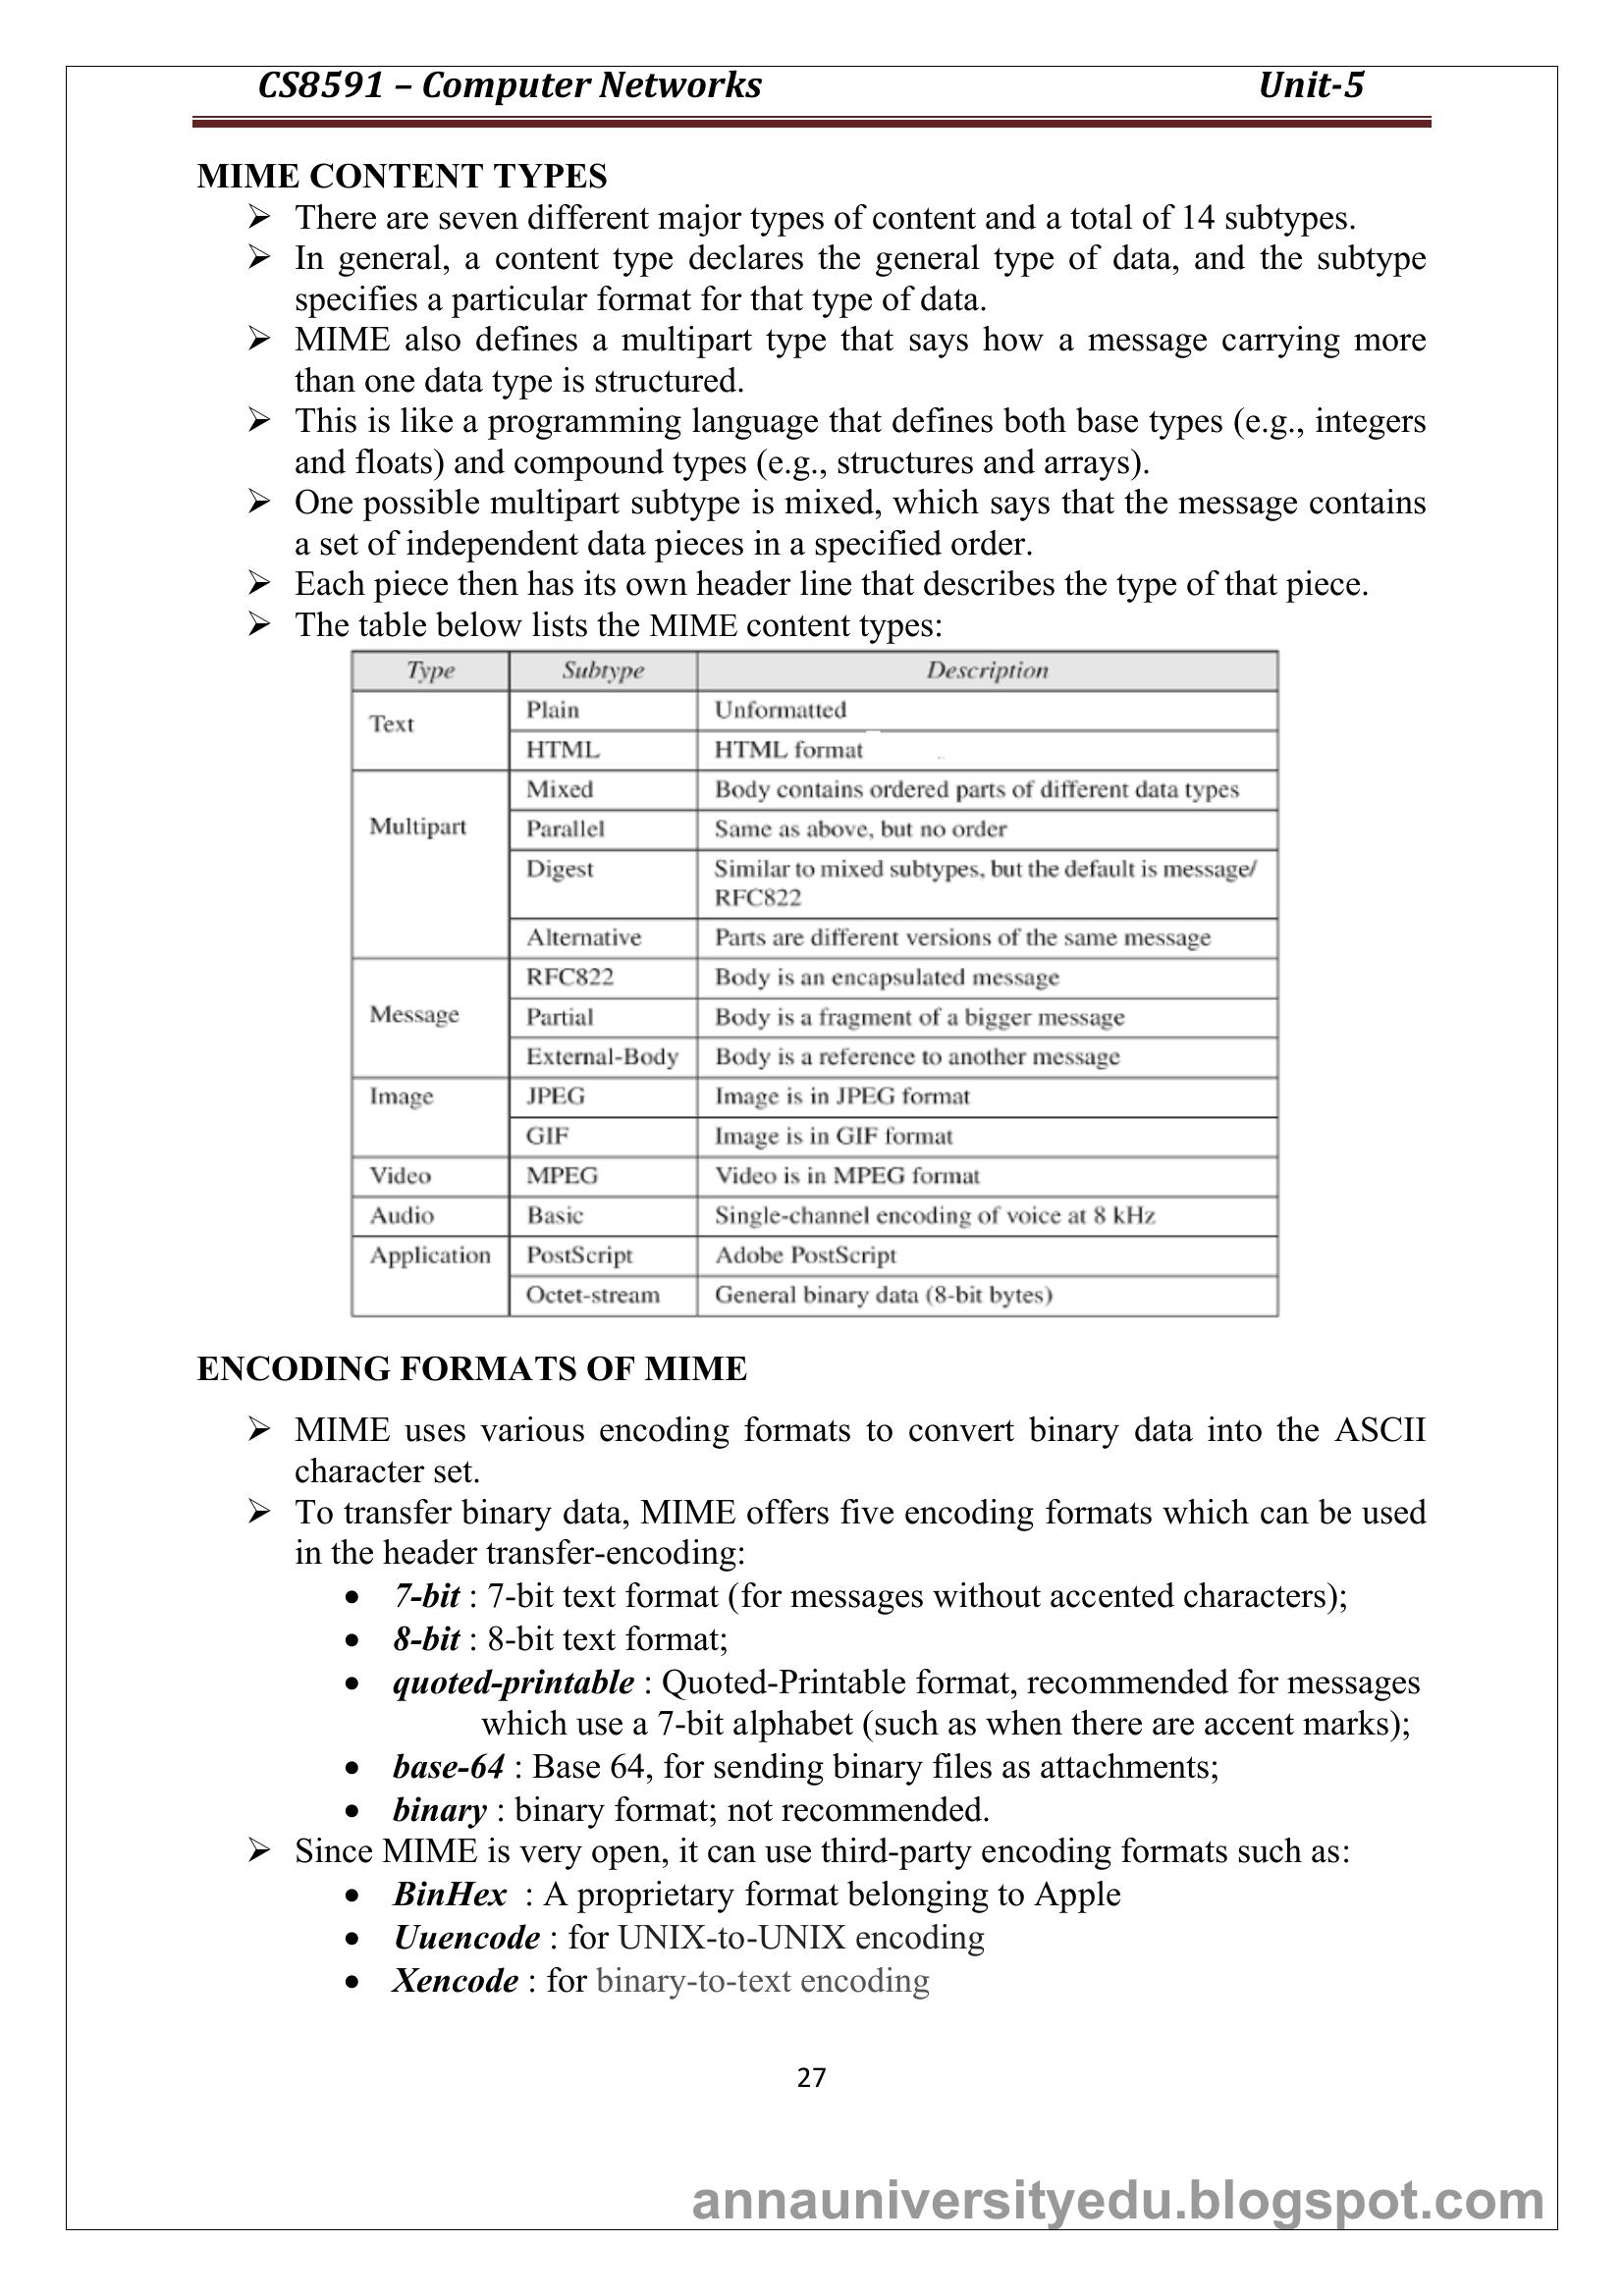 CS8591 – Computer Networks Unit-5
MIME CONTENT TYPES
➢ There are seven different major types of content and a total of 14 subtypes.
➢ In general, a content type declares the general type of data, and the subtype
specifies a particular format for that type of data.
➢ MIME also defines a multipart type that says how a message carrying more
than one data type is structured.
➢ This is like a programming language that defines both base types (e.g., integers
and floats) and compound types (e.g., structures and arrays).
➢ One possible multipart subtype is mixed, which says that the message contains
a set of independent data pieces in a specified order.
➢ Each piece then has its own header line that describes the type of that piece.
➢ The table below lists the MIME content types:
Type Subtype Description
Text Plain Unformatted
HTML HTML format
Mixed Body contains ordered parts of different data types
Multipart Parallel Same as above, but no order
Digest Similar to mixed subtypes, but the default is message/
RFC822
Alternative Parts are different versions of the same message
RFC822 Body is an encapsulated message
Message Partial Body is a fragment of a bigger message
External-Body Body is a reference to another message
Image JPEG Image is in JPEG format
GIF Image is in GIF format
Video MPEG Video is in MPEG format
Audio Basic Single-channel encoding of voice at 8 kHz
Application PostScript Adobe PostScript
Octet-stream General binary data (8-bit bytes)
ENCODING FORMATS OF MIME
➢ MIME uses various encoding formats to convert binary data into the ASCII
character set.
➢ To transfer binary data, MIME offers five encoding formats which can be used
in the header transfer-encoding:
• 7-bit : 7-bit text format (for messages without accented characters);
• 8-bit : 8-bit text format;
• quoted-printable : Quoted-Printable format, recommended for messages
which use a 7-bit alphabet (such as when there are accent marks);
• base-64 : Base 64, for sending binary files as attachments;
• binary : binary format; not recommended.
➢ Since MIME is very open, it can use third-party encoding formats such as:
• BinHex : A proprietary format belonging to Apple
• Uuencode : for UNIX-to-UNIX encoding
• Xencode : for binary-to-text encoding
27
annauniversityedu.blogspot.com